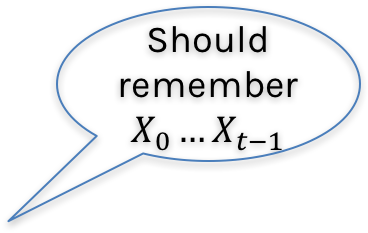 Should
remember
X₀ … Xₜ₋₁